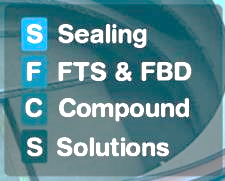 S Sealing
F FTS & FBD
C Compound
S Solutions